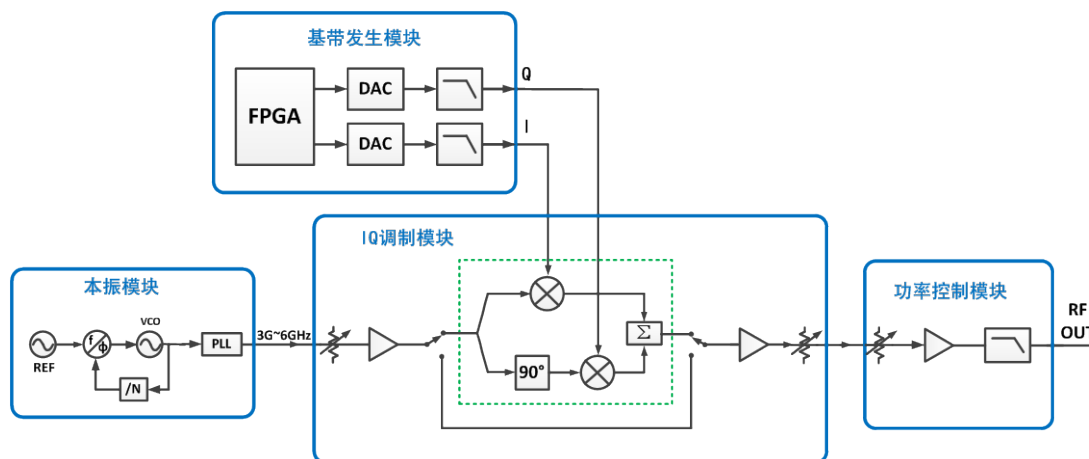 基带发生模块
Q
DAC
FPGA
I
DAC
IQ调制模块
本振模块
功率控制模块
VCO
f
ϕ
PLL
3G~6GHz
REF
/N
Σ
90°
RF
OUT